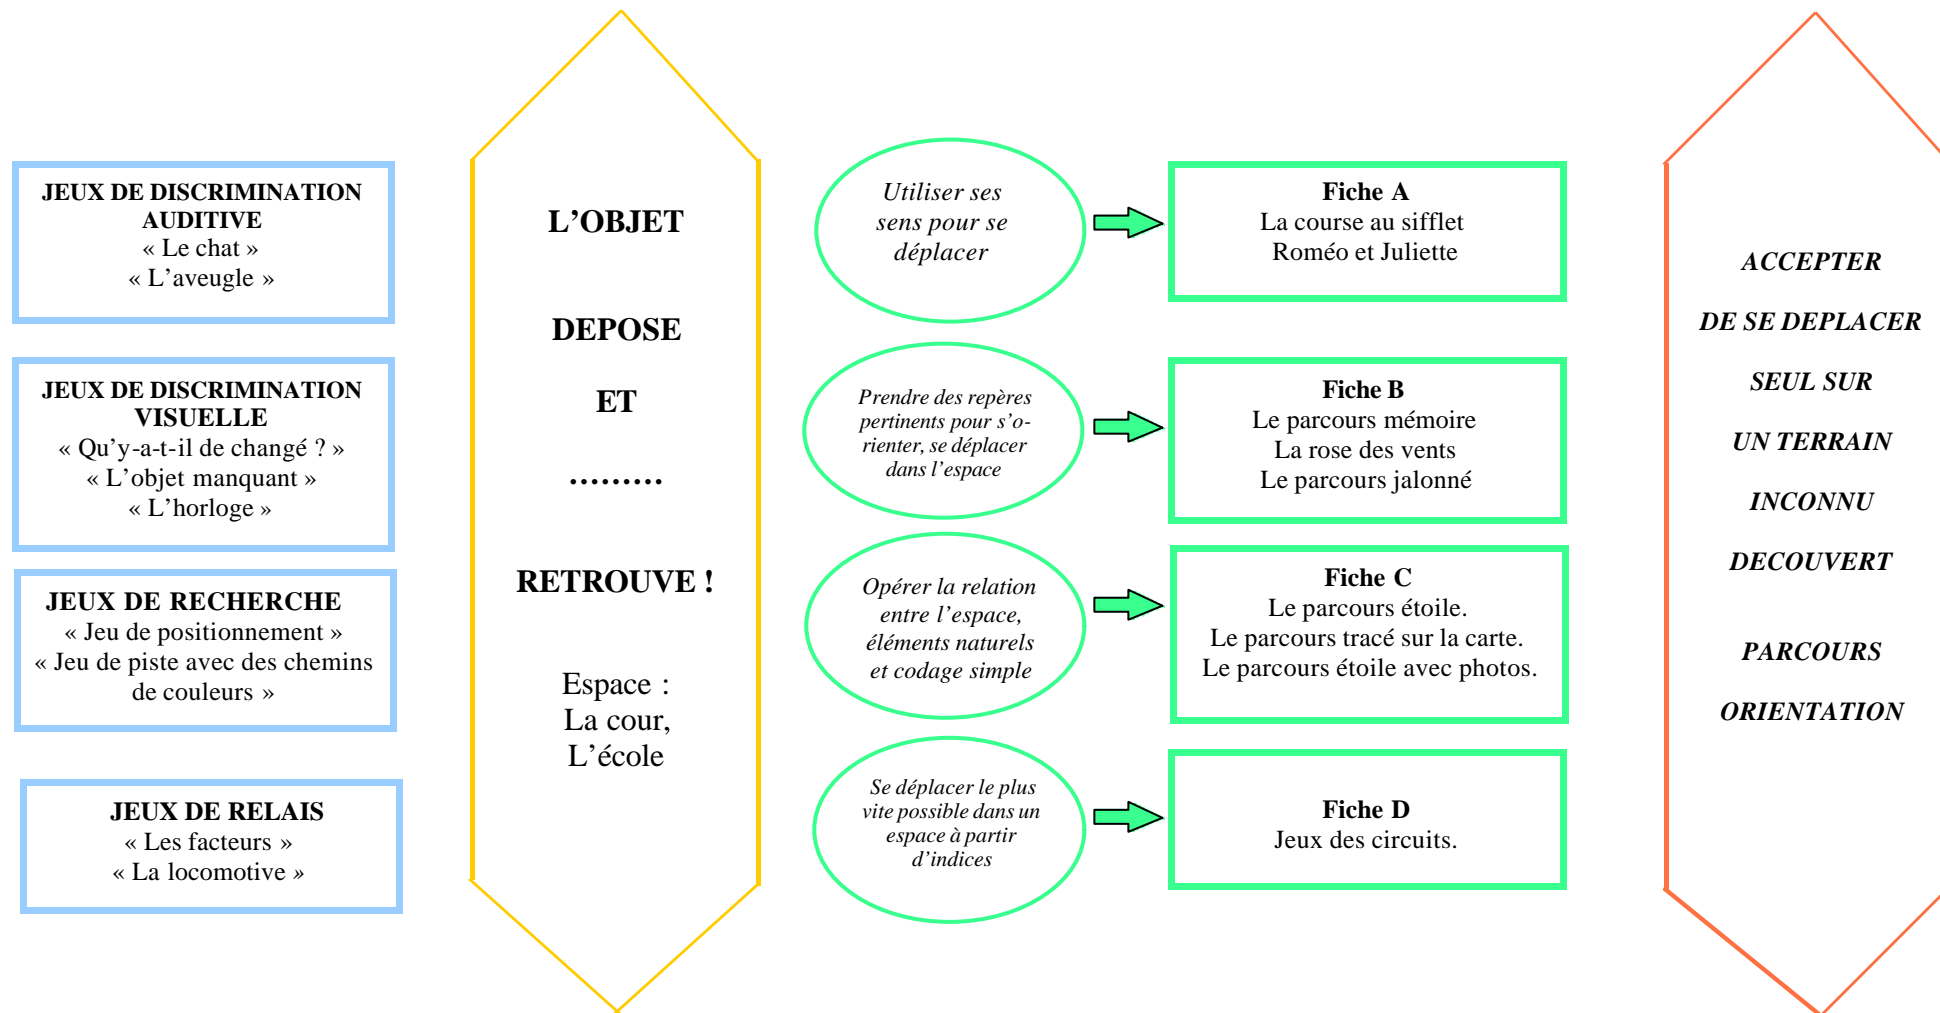 JEUX DE DISCRIMINATION
AUDITIVE
« Le chat »
« L’aveugle »
JEUX DE DISCRIMINATION
VISUELLE
« Qu’y-a-t-il de changé ? »
« L’objet manquant »
« L’horloge »
JEUX DE RECHERCHE
« Jeu de positionnement »
« Jeu de piste avec des chemins
de couleurs »
JEUX DE RELAIS
« Les facteurs »
« La locomotive »
L’OBJET
DEPOSE
ET
………
RETROUVE !
Espace :
La cour,
L’école
Utiliser ses
sens pour se
déplacer
Prendre des repères
pertinents pour s’o-
rienter, se déplacer
dans l’espace
Opérer la relation
entre l’espace,
éléments naturels
et codage simple
Se déplacer le plus
vite possible dans un
espace à partir
d’indices
Fiche A
La course au sifflet
Roméo et Juliette
Fiche B
Le parcours mémoire
La rose des vents
Le parcours jalonné
Fiche C
Le parcours étoile.
Le parcours tracé sur la carte.
Le parcours étoile avec photos.
Fiche D
Jeux des circuits.
ACCEPTER
DE SE DEPLACER
SEUL SUR
UN TERRAIN
INCONNU
DECOUVERT
PARCOURS
ORIENTATION